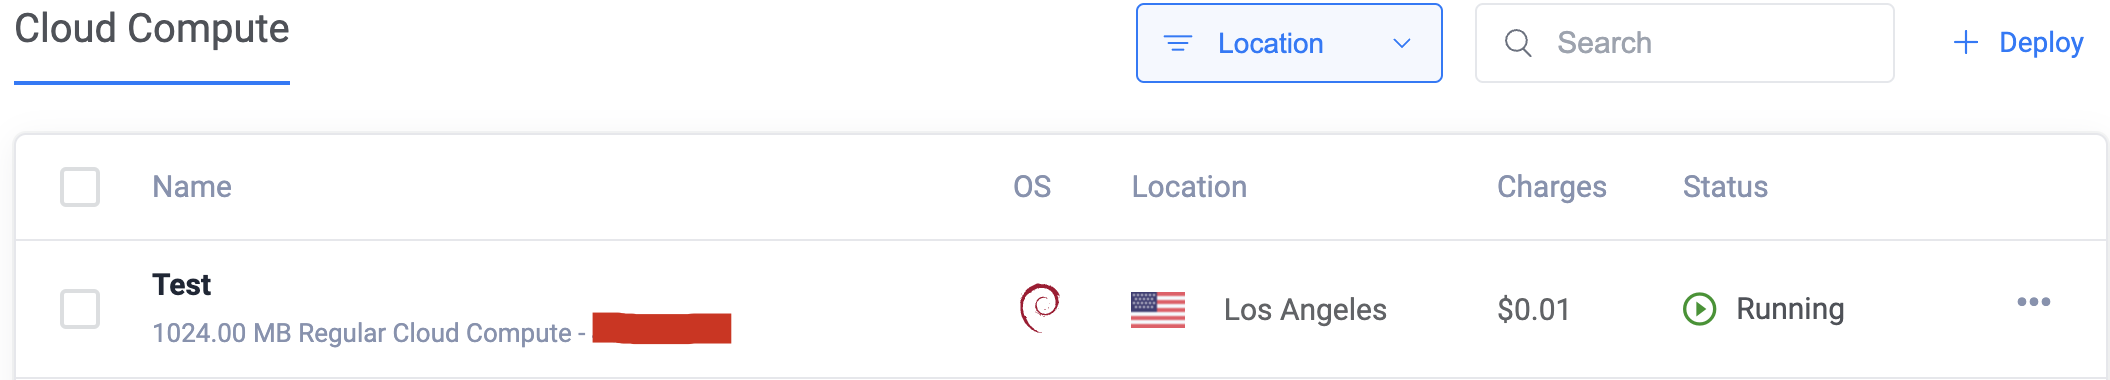 Cloud Compute
Location
Search
+ Deploy
Name
OS
Location
Charges
Status
Test
1024.00 MB Regular Cloud Compute -
Los Angeles
$0.01
Running